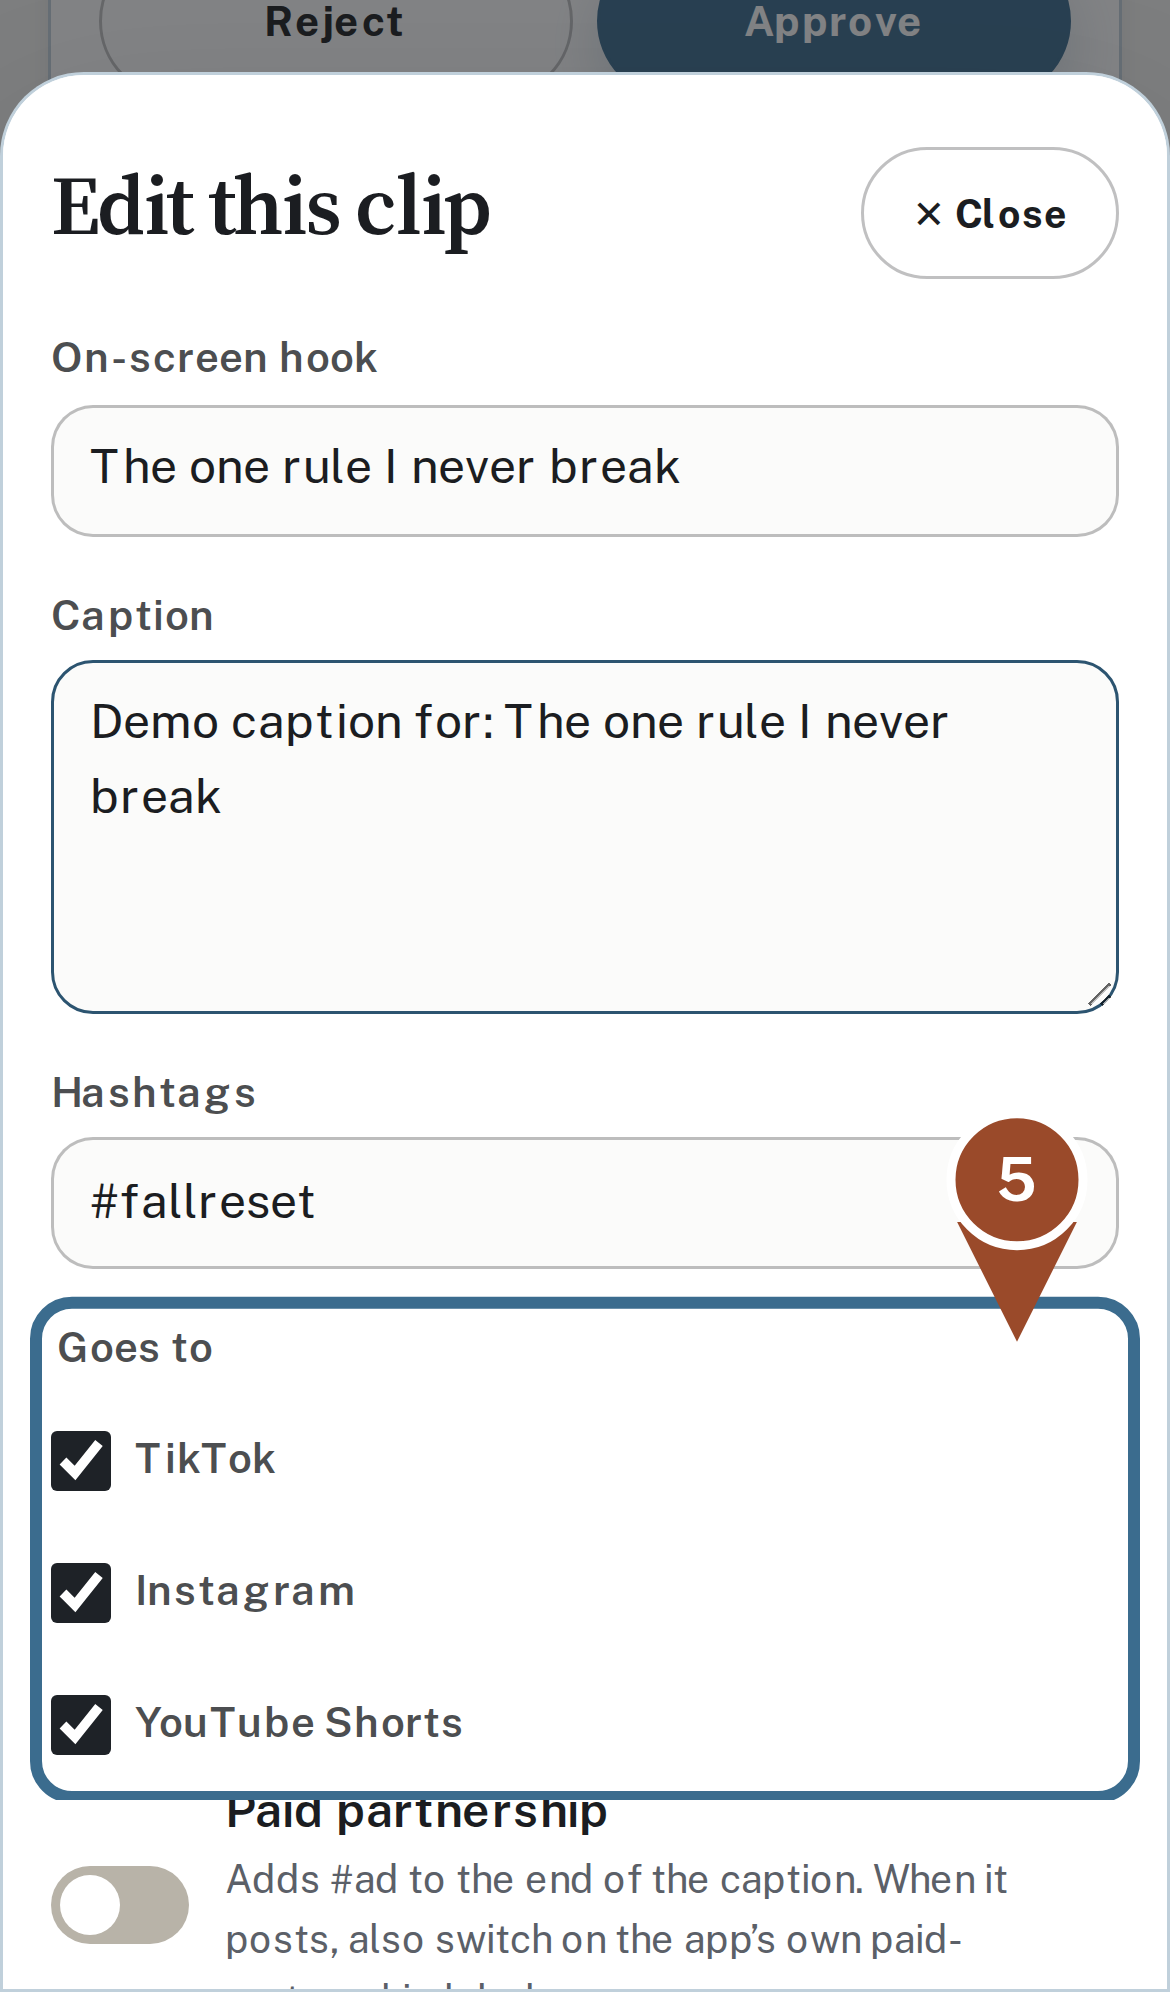 Reject
Approve
Edit this clip
× Close
On-screen hook
The one rule I never break
Caption
Demo caption for: The one rule I never
break
Hashtags
#fallreset
5
Goes to
TikTok
Instagram
YouTube Shorts
Paid partnership
Adds #ad to the end of the caption. When it
posts, also switch on the app’s own paid-